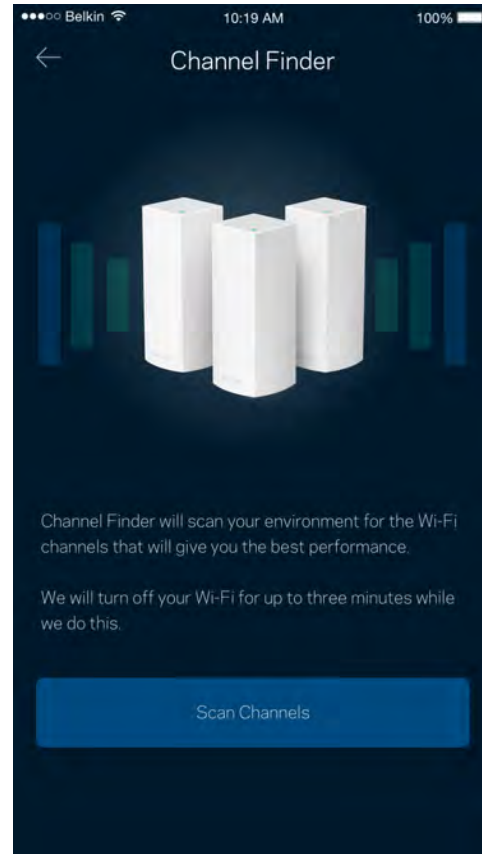 ●●●○○ Belkin 10:19 AM 100%
Channel Finder
Channel Finder will scan your environment for the Wi-Fi
channels that will give you the best performance.
We will turn off your Wi-Fi for up to three minutes while
we do this.
Scan Channels